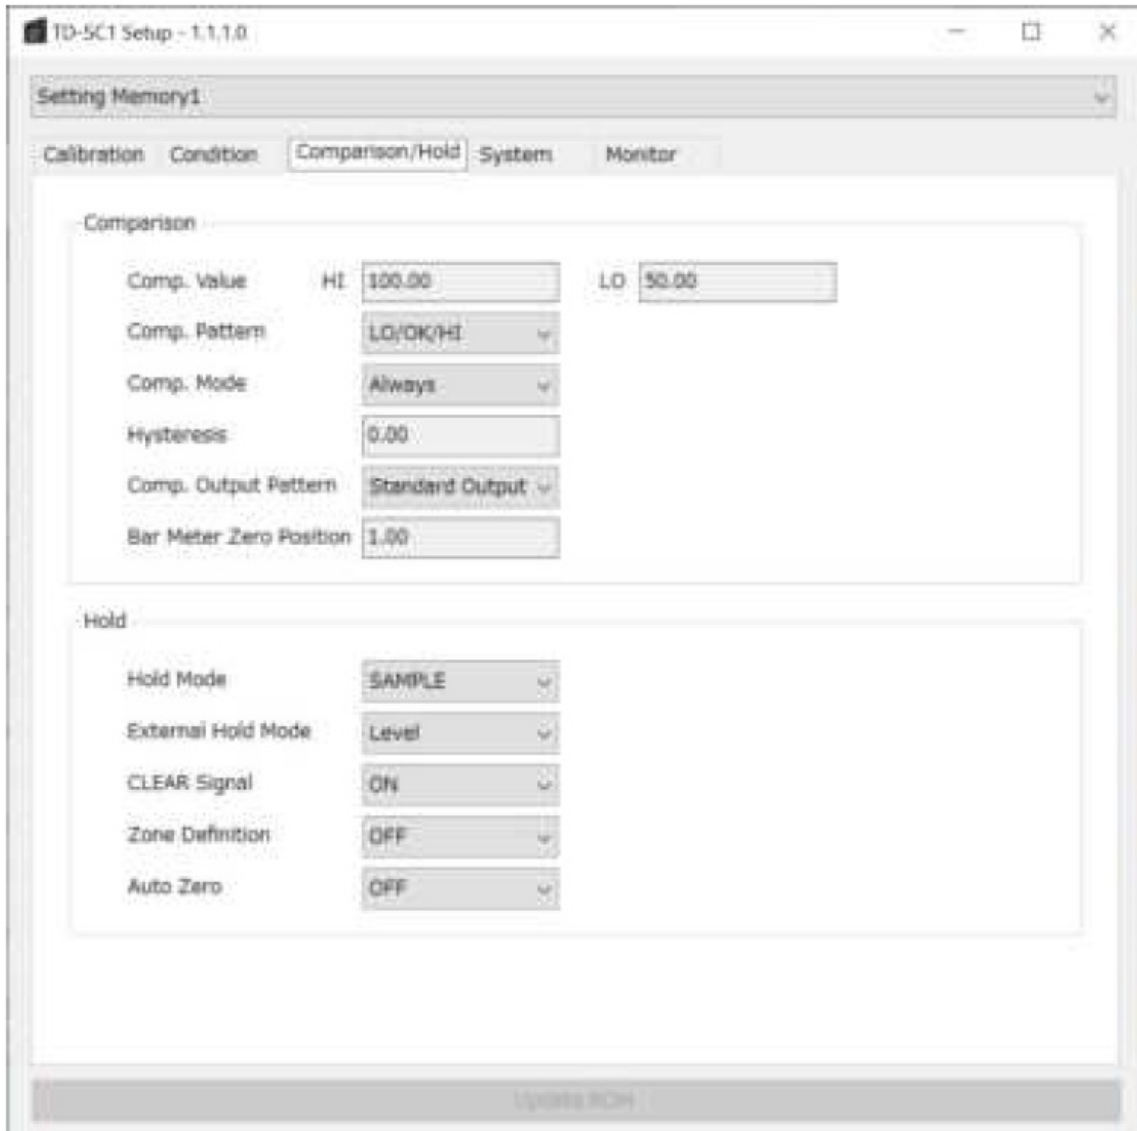 TD-SC1 Setup - 1.1.1.0
Setting Memory1
Calibration Condition Comparison/Hold System Monitor
Comparison
Comp. Value HI 100.00 LO 50.00
Comp. Pattern LO/OK/HI
Comp. Mode Always
Hysteresis 0.00
Comp. Output Pattern Standard Output
Bar Meter Zero Position 1.00
Hold
Hold Mode SAMPLE
External Hold Mode Level
CLEAR Signal ON
Zone Definition OFF
Auto Zero OFF
Update ROM